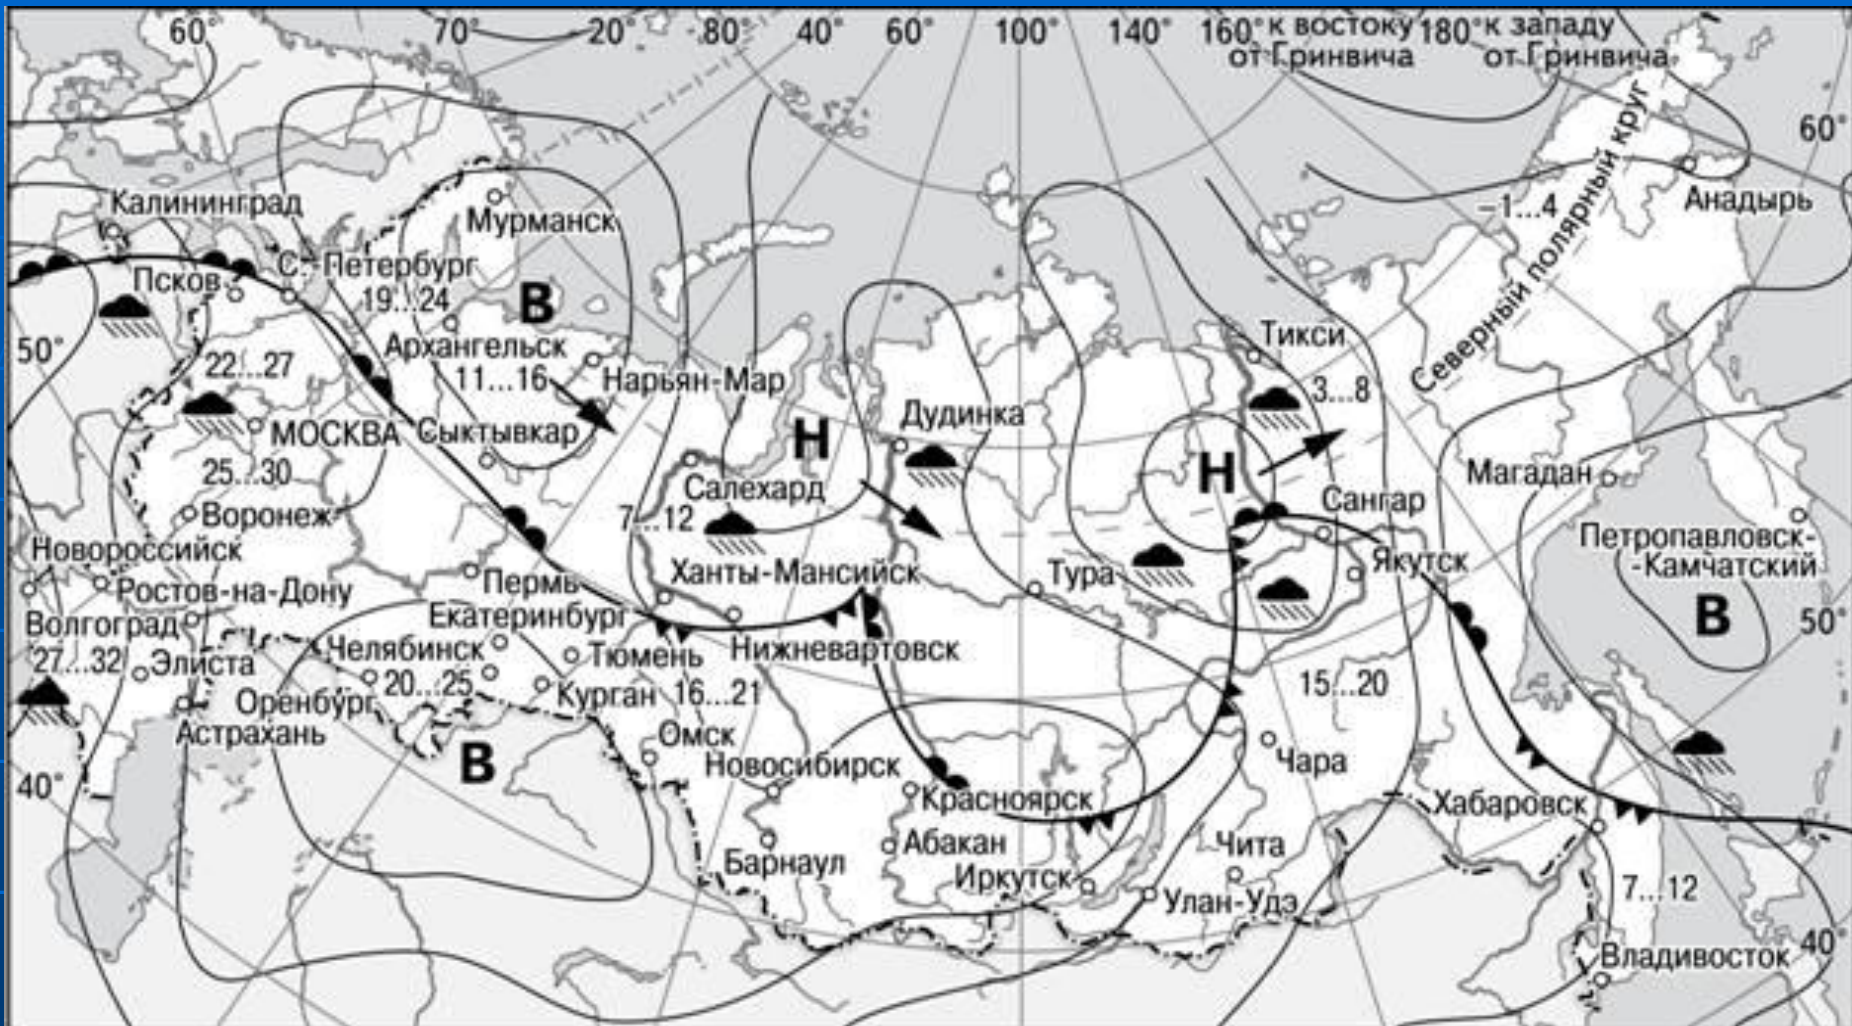 60°
70°
20°
80°
40°
60°
100°
140°
160°
к востоку
от Гринвича
180°
к западу
от Гринвича
60°
Северный полярный круг
–1...4
Анадырь
Калининград
Мурманск
С.-Петербург
19...24
Псков
В
Архангельск
11...16
Нарьян-Мар
50°
22...27
МОСКВА
Сыктывкар
25...30
Воронеж
Н
Дудинка
Салехард
7...12
Тикси
3...8
Н
Сангар
Магадан
Петропавловск-
-Камчатский
В
50°
Новороссийск
Ростов-на-Дону
Волгоград
27...32
Элиста
Пермь
Екатеринбург
Ханты-Мансийск
Тура
Якутск
Челябинск
20...25
Тюмень
Нижневартовск
Курган
16...21
15...20
Оренбург
Астрахань
В
Омск
Новосибирск
Красноярск
Чара
40°
Хабаровск
Барнаул
Абакан
Иркутск
Чита
Улан-Удэ
7...12
Владивосток
40°